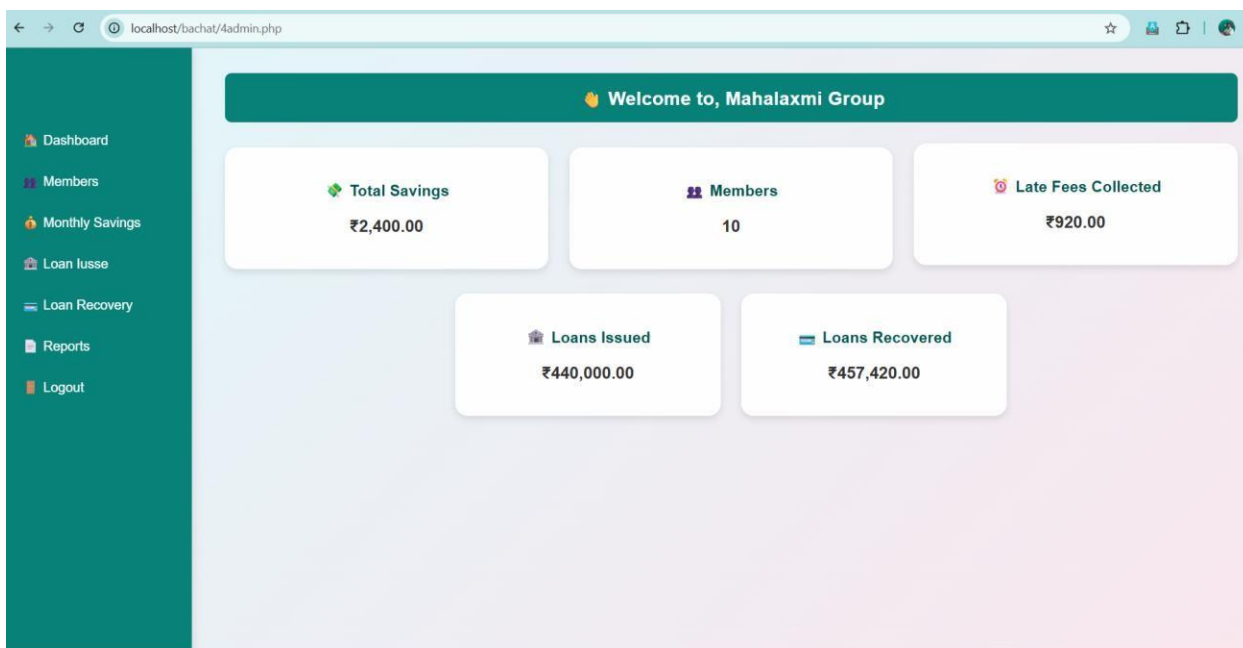 localhost/bachat/4admin.php
👋 Welcome to, Mahalaxmi Group
Dashboard
Members
Monthly Savings
Loan Iusse
Loan Recovery
Reports
Logout
Total Savings
₹2,400.00
Members
10
Late Fees Collected
₹920.00
Loans Issued
₹440,000.00
Loans Recovered
₹457,420.00